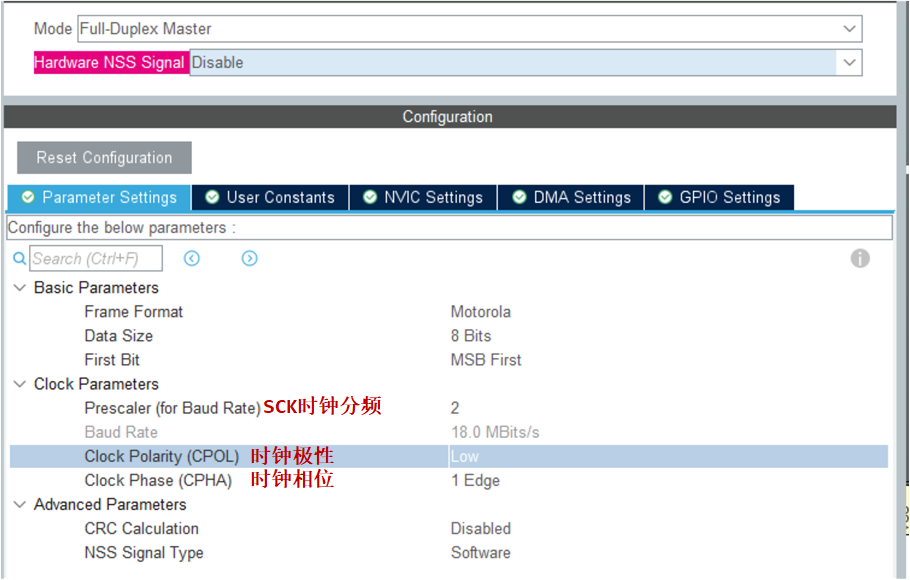 Mode Full-Duplex Master
Hardware NSS Signal Disable
Configuration
Reset Configuration
Parameter Settings User Constants NVIC Settings DMA Settings GPIO Settings
Configure the below parameters :
Search (Ctrl+F)
Basic Parameters
Frame Format Motorola
Data Size 8 Bits
First Bit MSB First
Clock Parameters
Prescaler (for Baud Rate) SCK时钟分频 2
Baud Rate 18.0 MBits/s
Clock Polarity (CPOL) 时钟极性 Low
Clock Phase (CPHA) 时钟相位 1 Edge
Advanced Parameters
CRC Calculation Disabled
NSS Signal Type Software